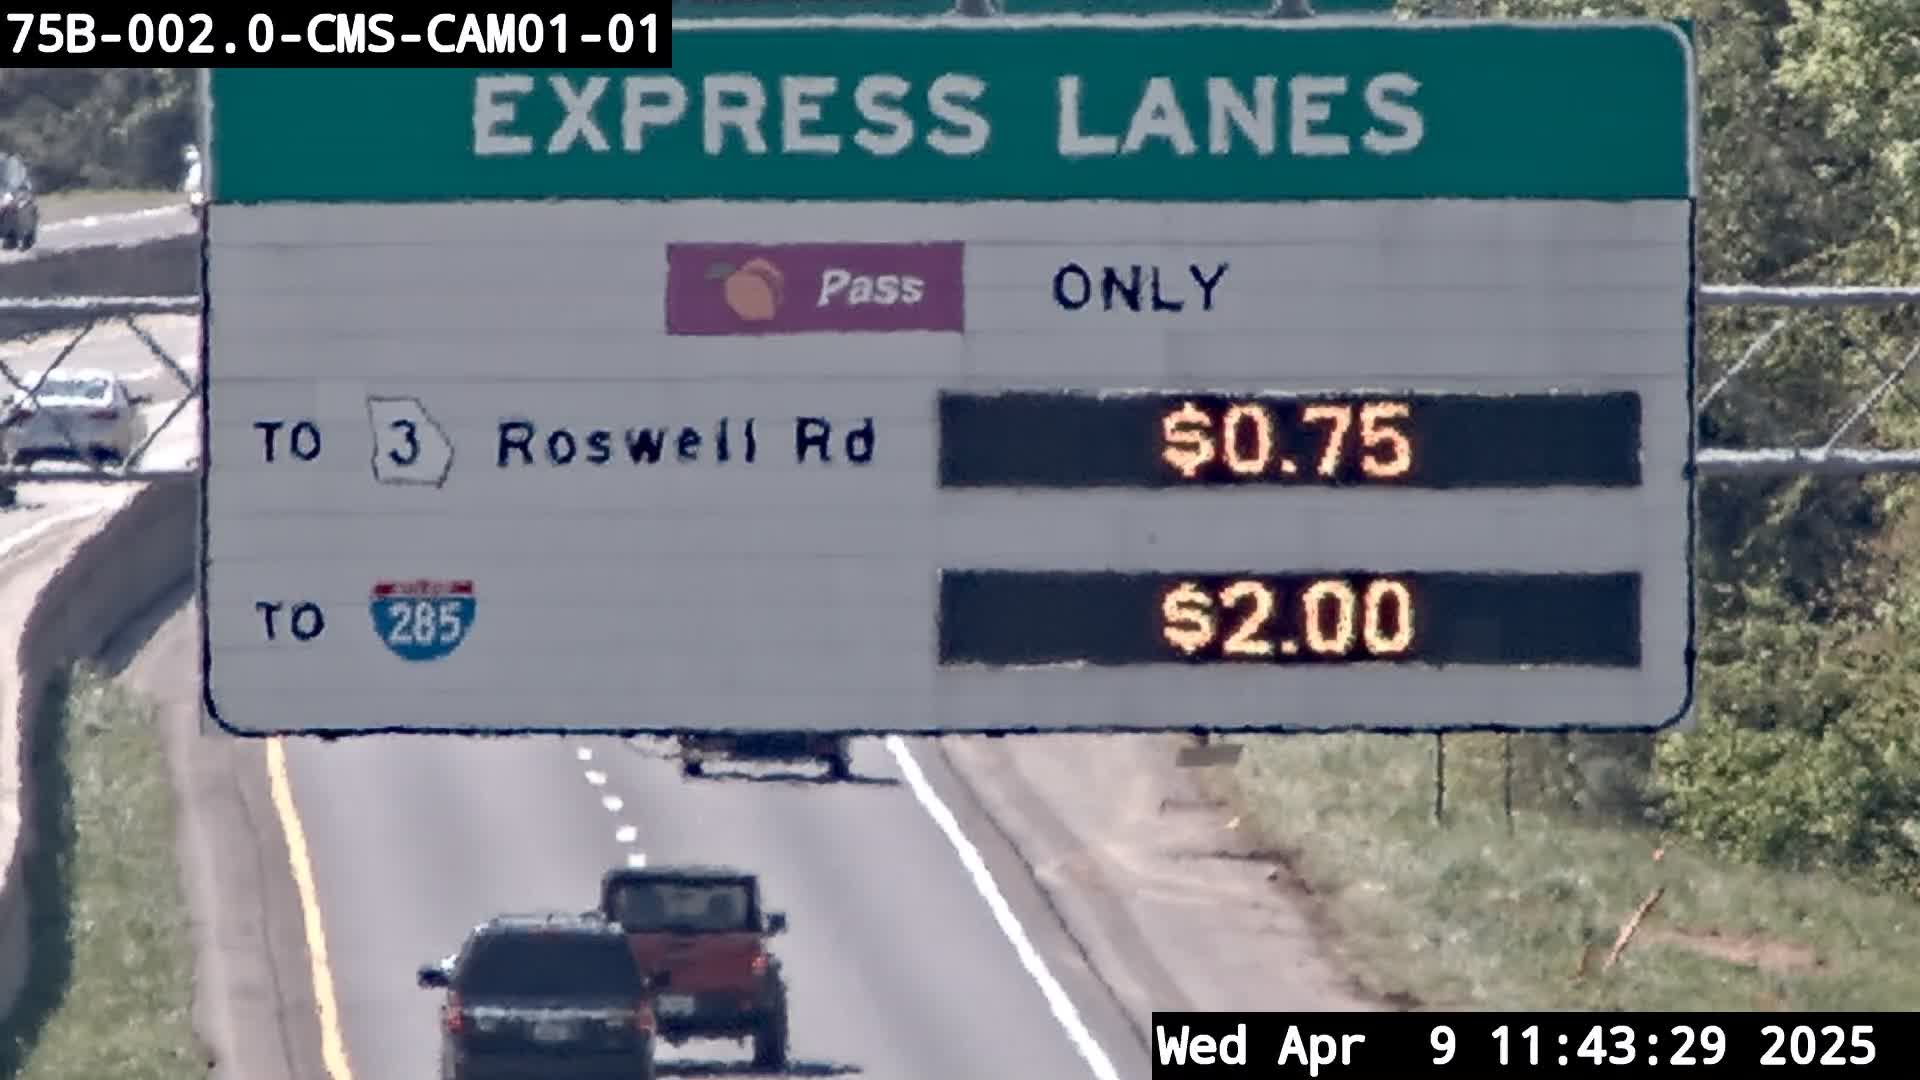 75B-002.0-CMS-CAM01-01
EXPRESS LANES
Pass ONLY
TO 3 Roswell Rd $0.75
TO 285 $2.00
Wed Apr 9 11:43:29 2025